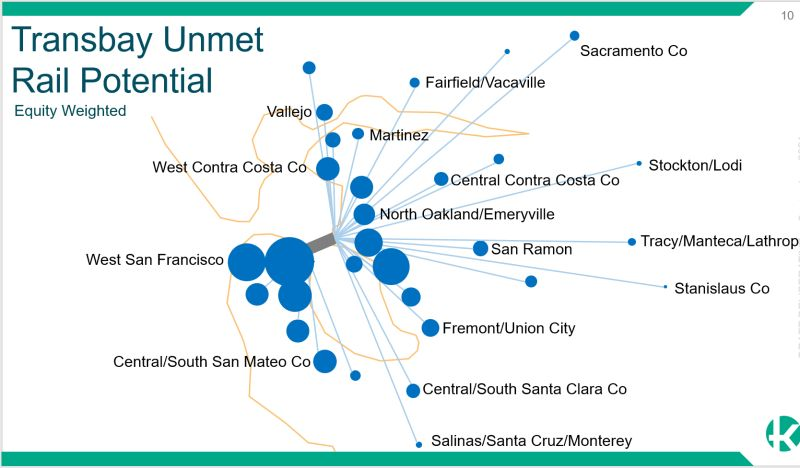 10
Transbay Unmet
Rail Potential
Equity Weighted
Sacramento Co
Fairfield/Vacaville
Vallejo
Martinez
West Contra Costa Co
Stockton/Lodi
Central Contra Costa Co
North Oakland/Emeryville
Tracy/Manteca/Lathrop
San Ramon
West San Francisco
Stanislaus Co
Fremont/Union City
Central/South San Mateo Co
Central/South Santa Clara Co
Salinas/Santa Cruz/Monterey